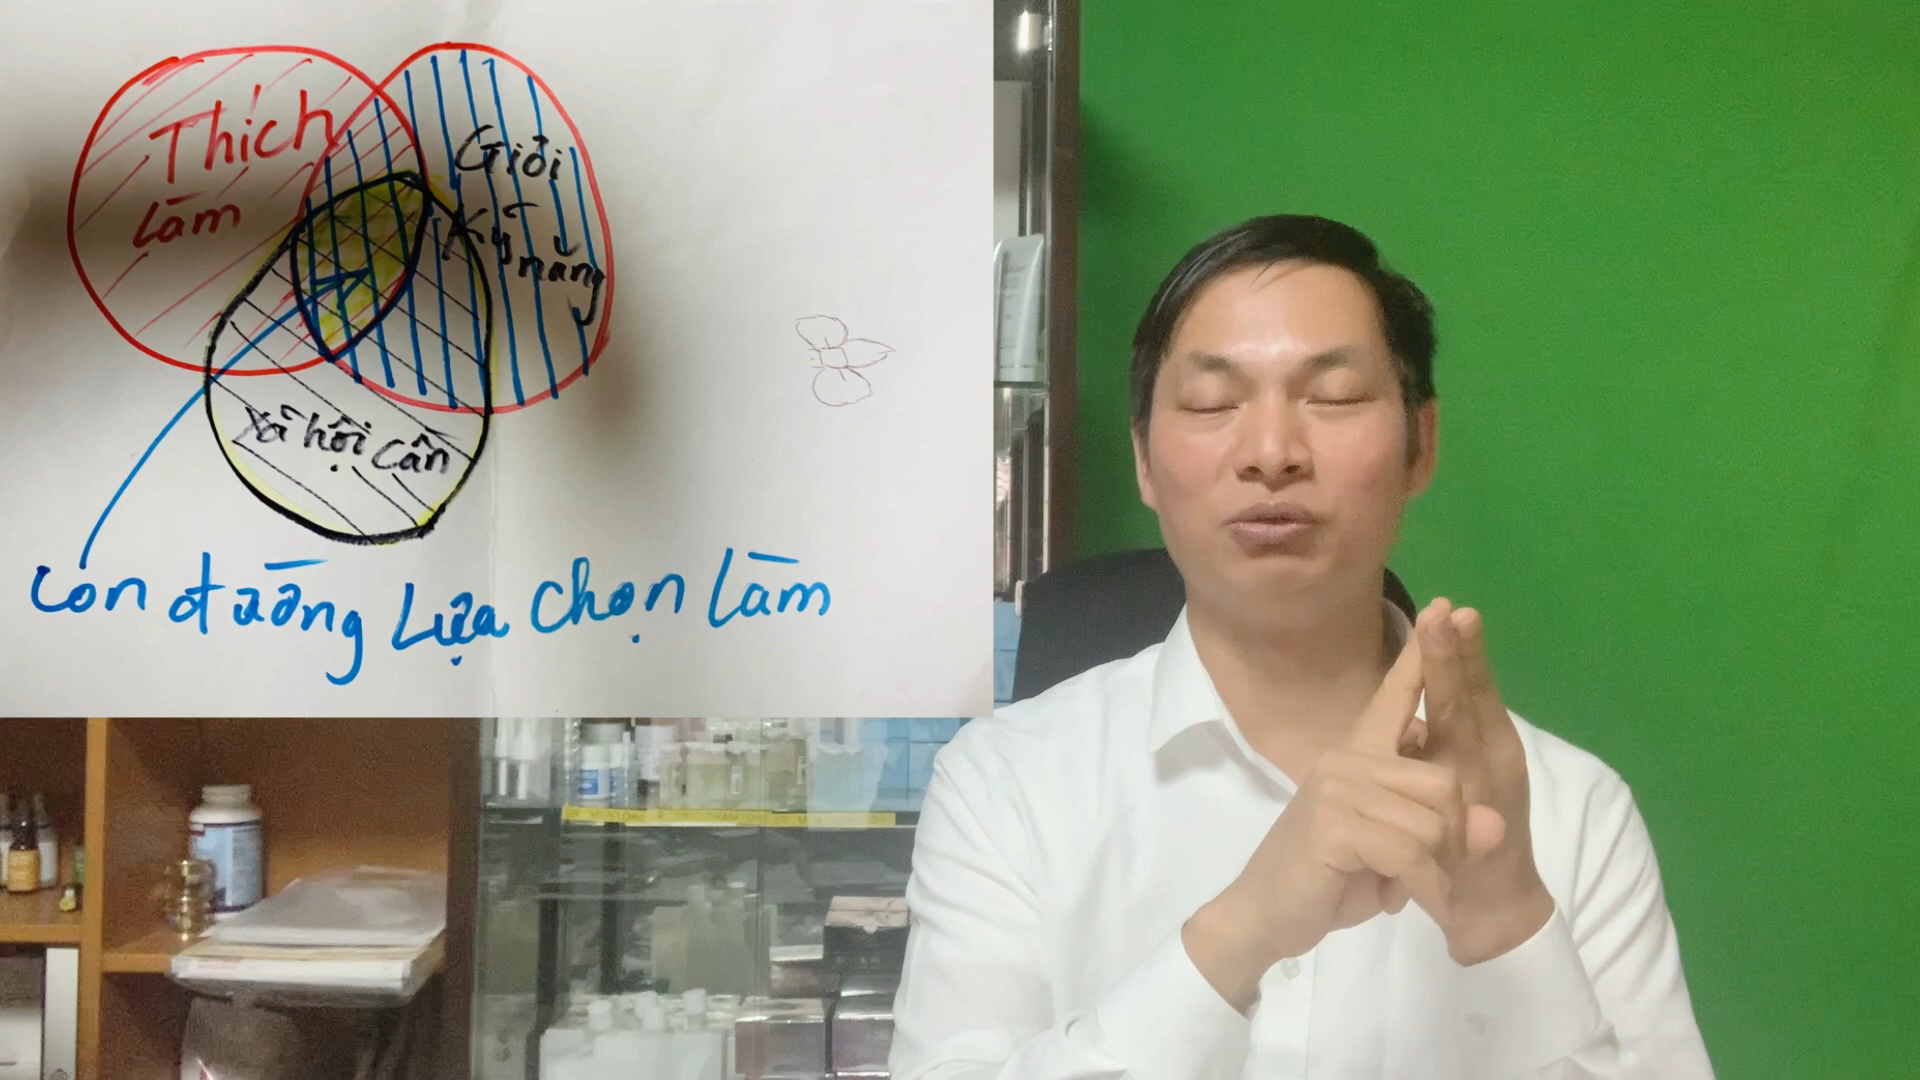 Thích
làm
Giỏi
Kỹ
năng
Xã hội cần
Con đường Lựa chọn Làm